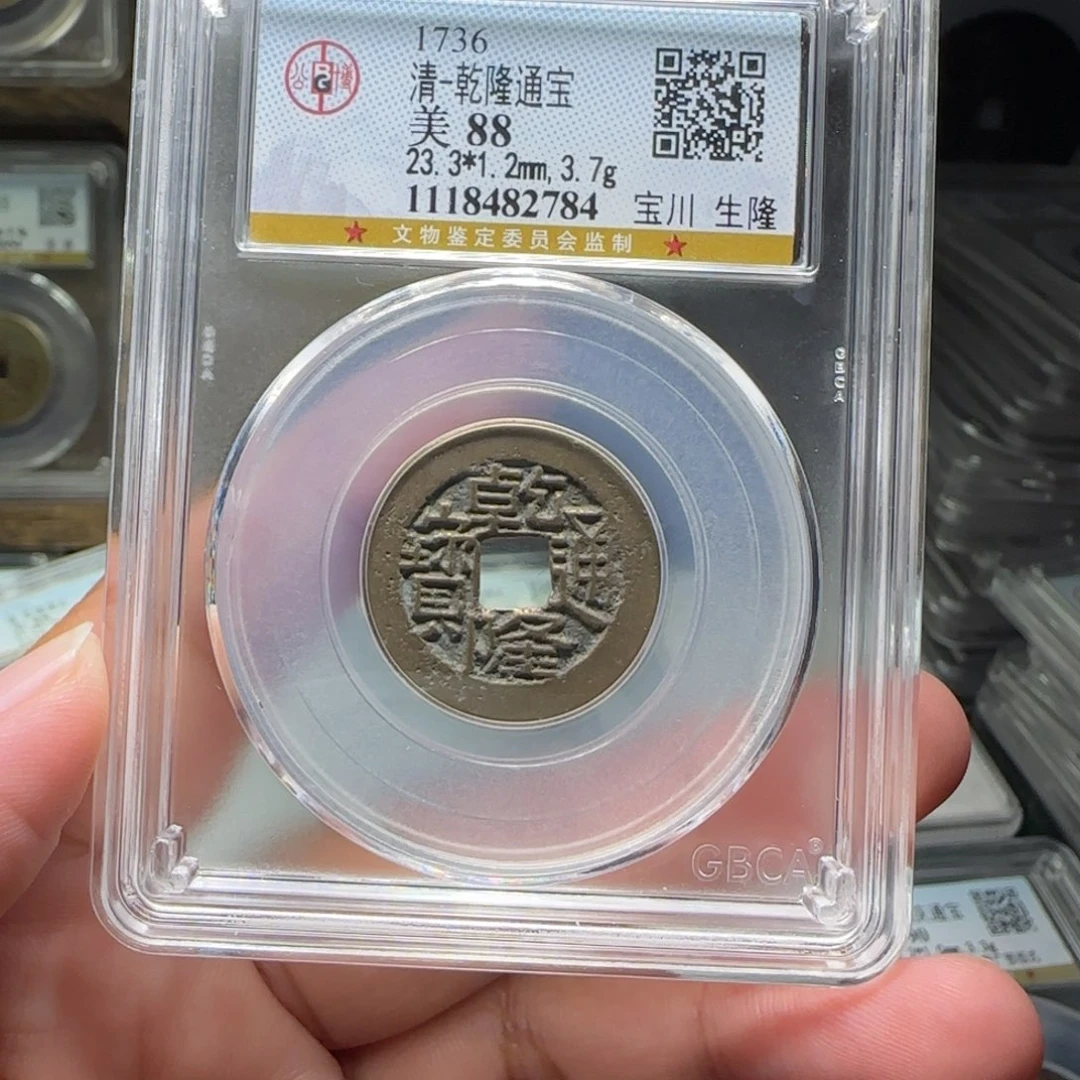 1736
清-乾隆通宝
美 88
23.3*1.2mm, 3.7g
1118482784 宝川 生隆
★ 文物鉴定委员会监制 ★
GBCA
乾隆通寶
GBCA®